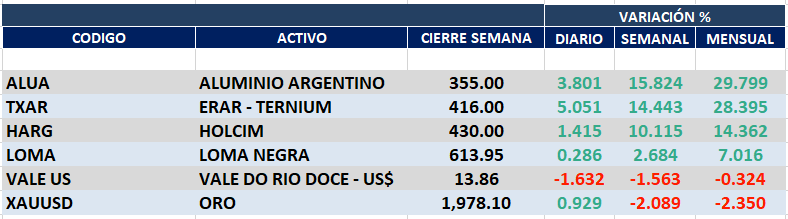 VARIACIÓN %
CODIGO ACTIVO CIERRE SEMANA DIARIO SEMANAL MENSUAL
ALUA ALUMINIO ARGENTINO 355.00 3.801 15.824 29.799
TXAR ERAR - TERNIUM 416.00 5.051 14.443 28.395
HARG HOLCIM 430.00 1.415 10.115 14.362
LOMA LOMA NEGRA 613.95 0.286 2.684 7.016
VALE US VALE DO RIO DOCE - US$ 13.86 -1.632 -1.563 -0.324
XAUUSD ORO 1,978.10 0.929 -2.089 -2.350